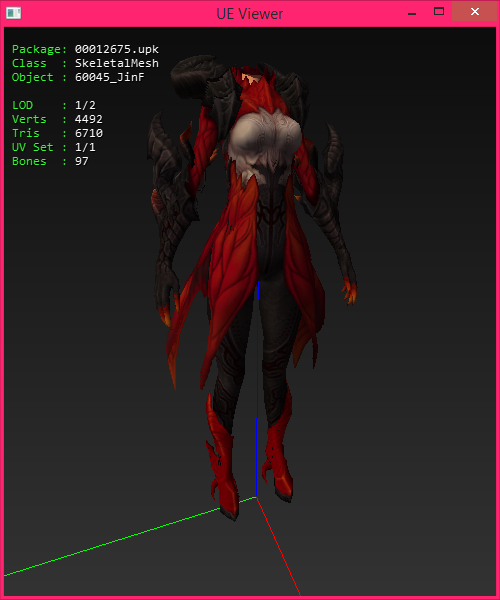 UE Viewer
Package: 00012675.upk
Class  : SkeletalMesh
Object : 60045_JinF
LOD    : 1/2
Verts  : 4492
Tris   : 6710
UV Set : 1/1
Bones  : 97